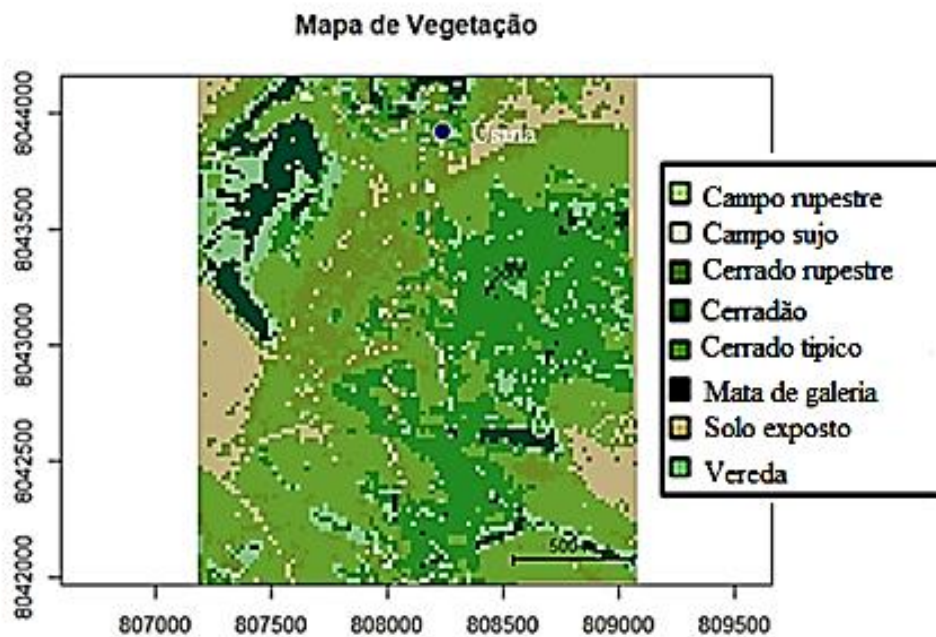 Mapa de Vegetação
8044000
8043500
8043000
8042500
8042000
Usina
500
Campo rupestre
Campo sujo
Cerrado rupestre
Cerradão
Cerrado tipico
Mata de galeria
Solo exposto
Vereda
807000 807500 808000 808500 809000 809500